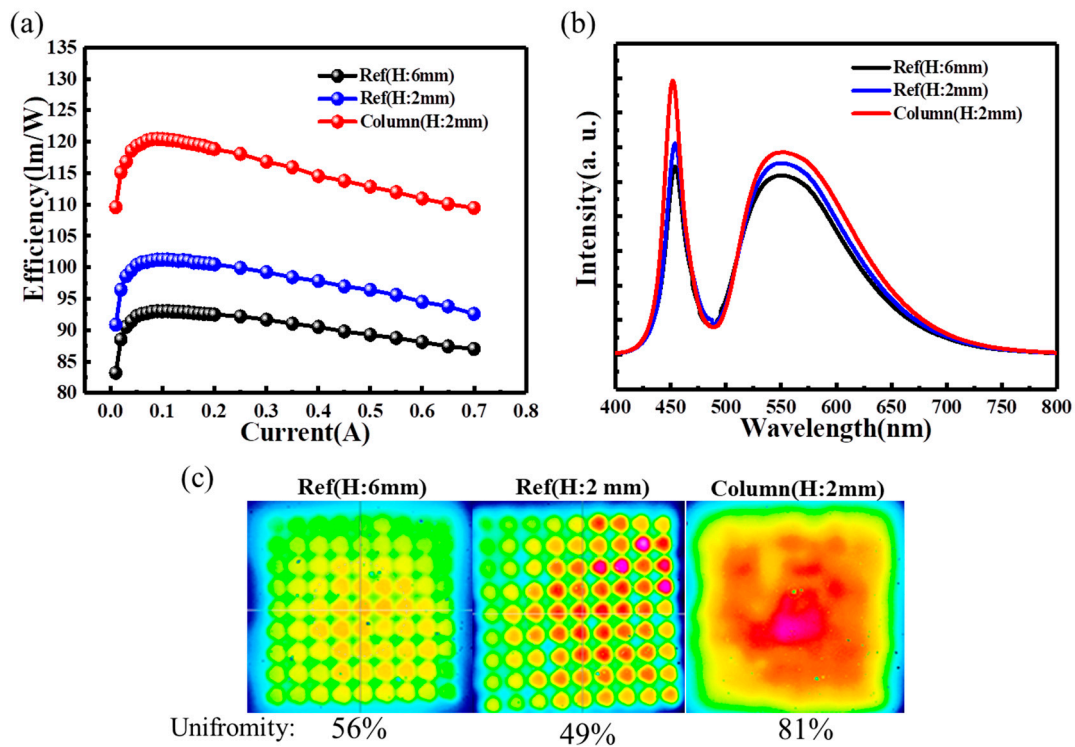 (a)
135
130
125
120
115
110
105
100
95
90
85
80
Efficiency(lm/W)
Ref(H:6mm)
Ref(H:2mm)
Column(H:2mm)
0.0 0.1 0.2 0.3 0.4 0.5 0.6 0.7 0.8
Current(A)
(b)
Intensity(a. u.)
Ref(H:6mm)
Ref(H:2mm)
Column(H:2mm)
400 450 500 550 600 650 700 750 800
Wavelength(nm)
(c)
Ref(H:6mm) Ref(H:2 mm) Column(H:2mm)
Unifromity: 56% 49% 81%